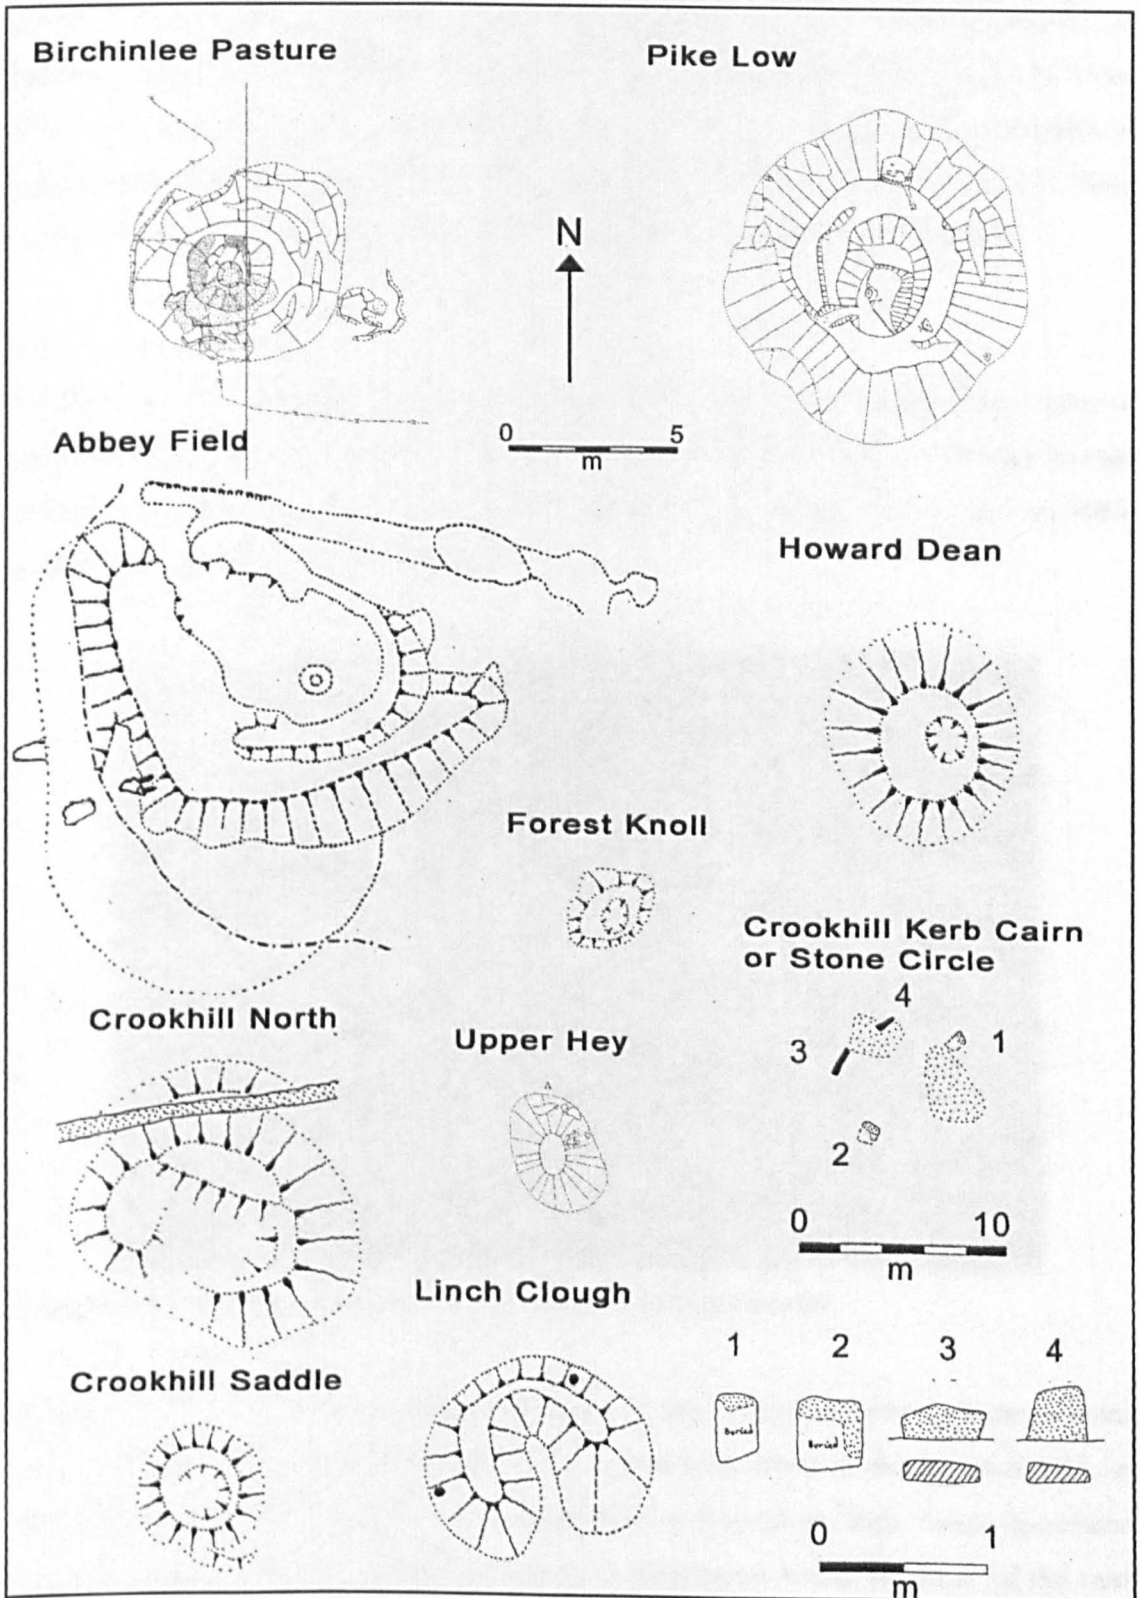 Birchinlee Pasture
Pike Low
N
0 5
m
Abbey Field
Howard Dean
Forest Knoll
Crookhill Kerb Cairn
or Stone Circle
4
3
1
2
0 10
m
Crookhill North
Upper Hey
Linch Clough
1 2 3 4
Buried
Buried
Crookhill Saddle
0 1
m